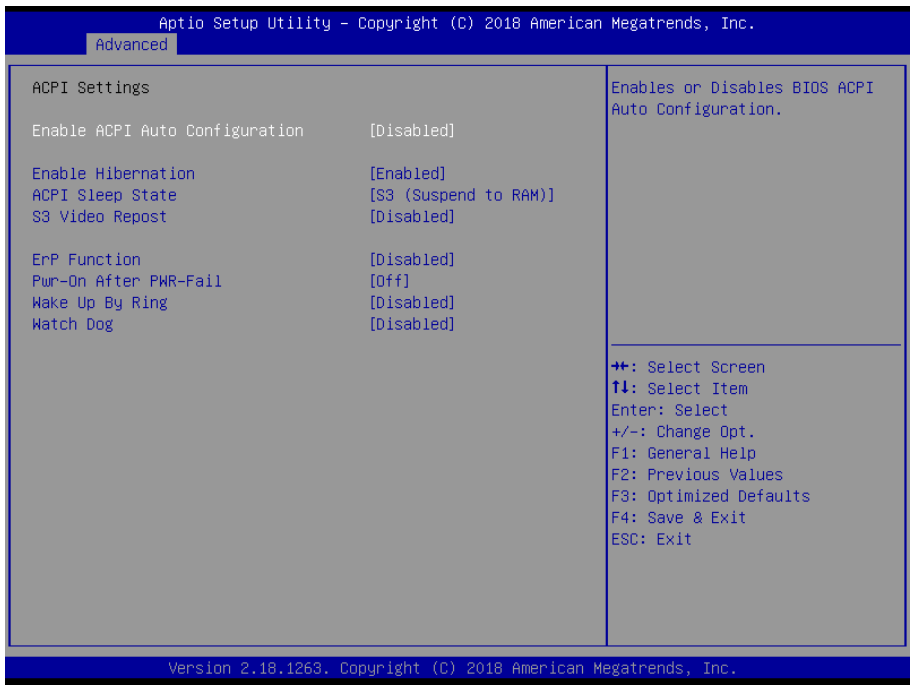 Aptio Setup Utility – Copyright (C) 2018 American Megatrends, Inc.
Advanced
ACPI Settings
Enable ACPI Auto Configuration [Disabled]
Enable Hibernation [Enabled]
ACPI Sleep State [S3 (Suspend to RAM)]
S3 Video Repost [Disabled]
ErP Function [Disabled]
Pwr-On After PWR-Fail [Off]
Wake Up By Ring [Disabled]
Watch Dog [Disabled]
Enables or Disables BIOS ACPI
Auto Configuration.
→←: Select Screen
↑↓: Select Item
Enter: Select
+/-: Change Opt.
F1: General Help
F2: Previous Values
F3: Optimized Defaults
F4: Save & Exit
ESC: Exit
Version 2.18.1263. Copyright (C) 2018 American Megatrends, Inc.